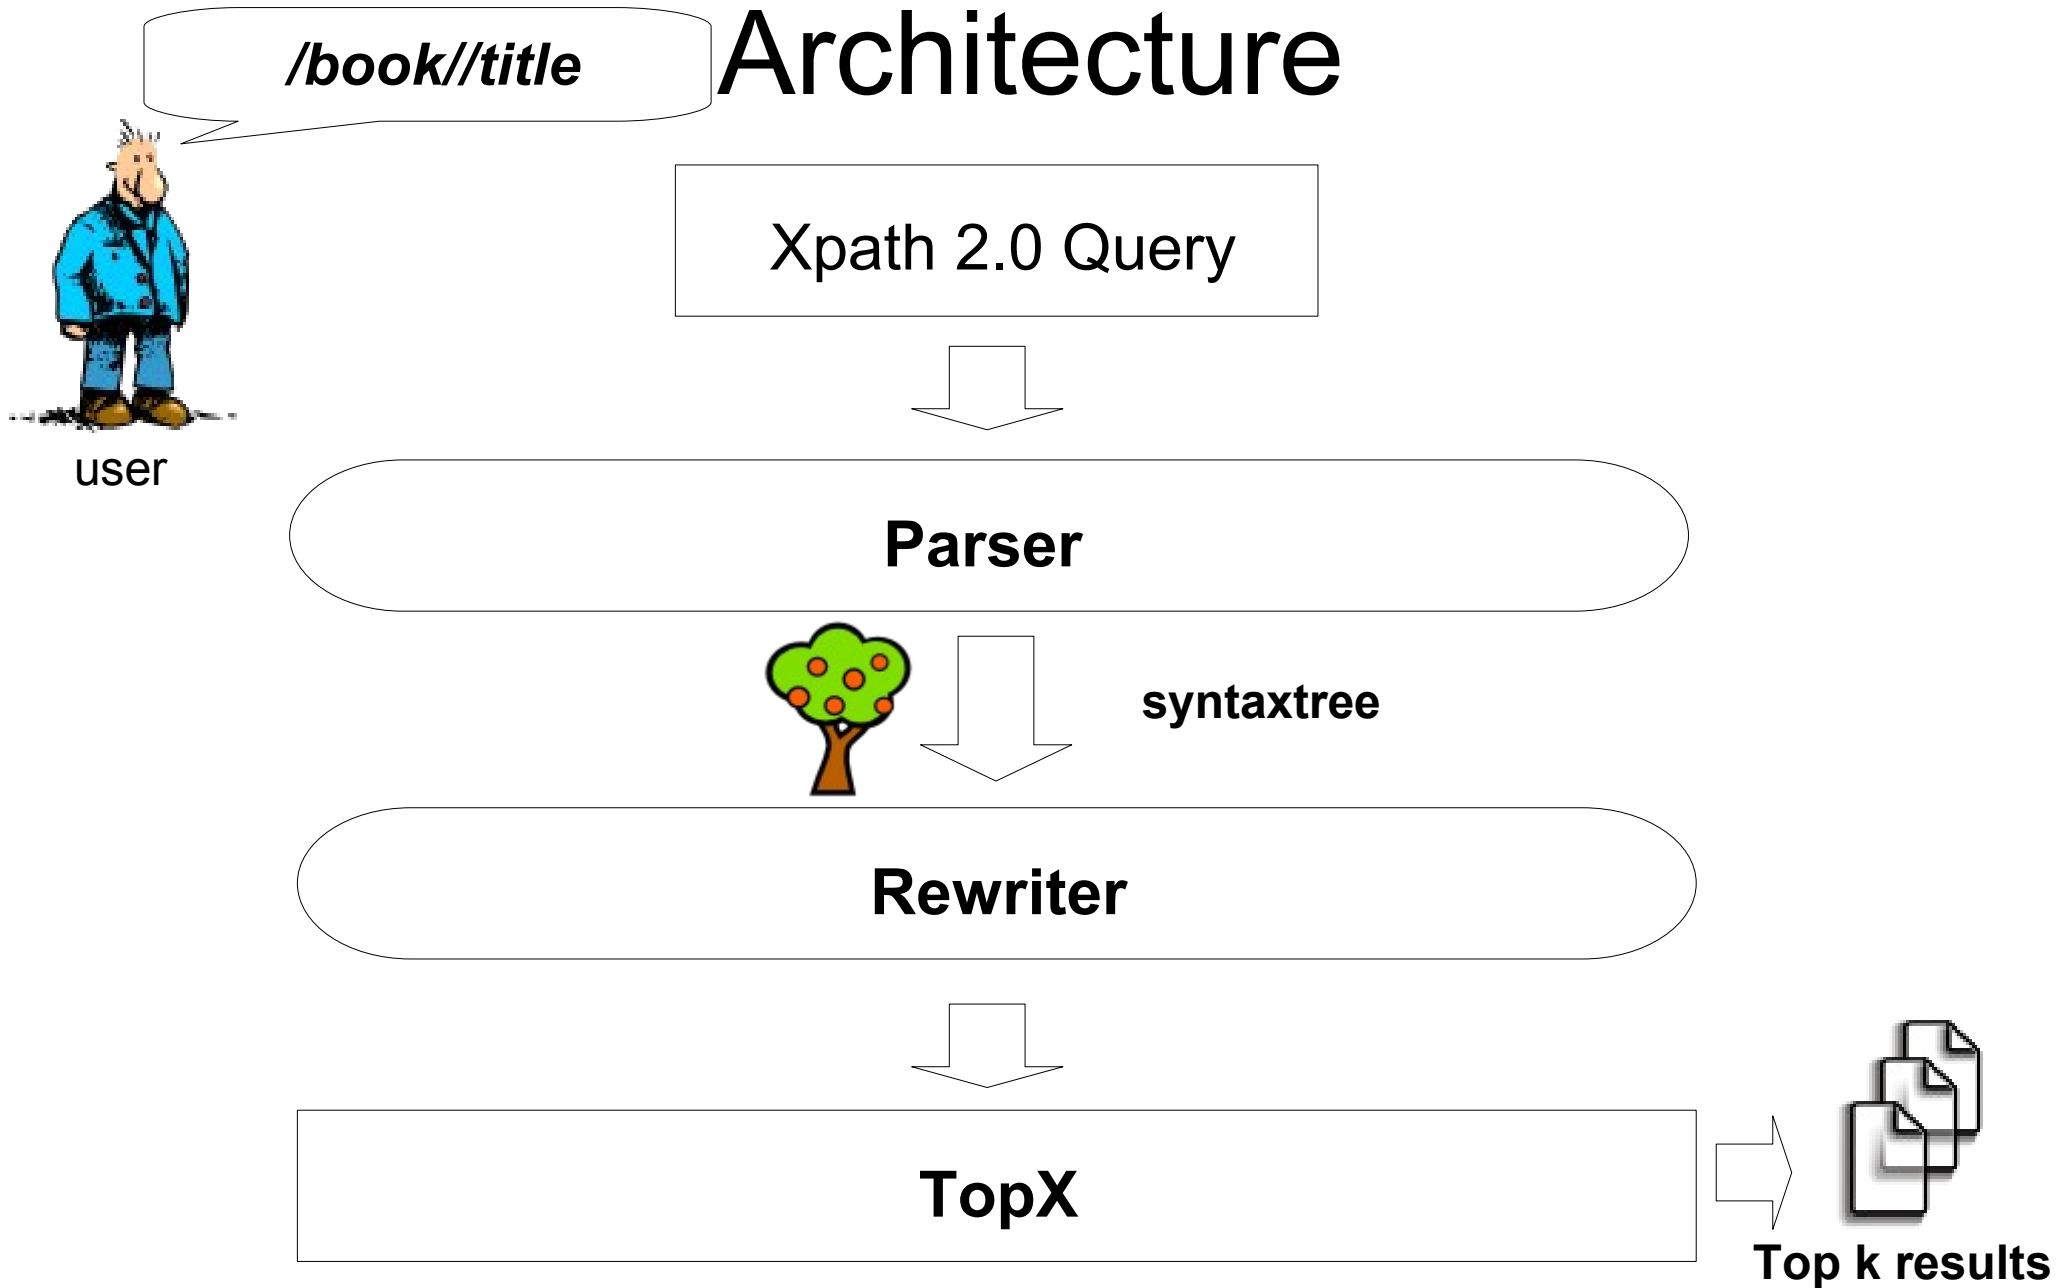 /book//title
Architecture
Xpath 2.0 Query
user
Parser
syntaxtree
Rewriter
TopX
Top k results